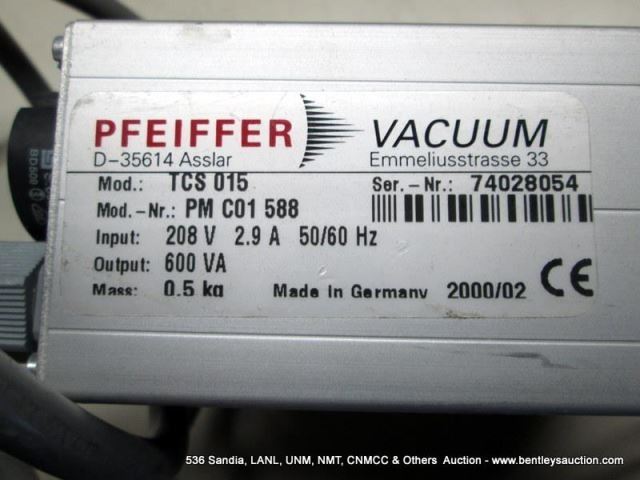 PFEIFFER VACUUM
D-35614 Asslar Emmeliusstrasse 33
Mod.: TCS 015 Ser.-Nr.: 74028054
Mod.-Nr.: PM C01 588
Input: 208 V 2.9 A 50/60 Hz
Output: 600 VA
Mass: 0.5 kg Made in Germany 2000/02 CE
BD508
536 Sandia, LANL, UNM, NMT, CNMCC & Others Auction - www.bentleysauction.com